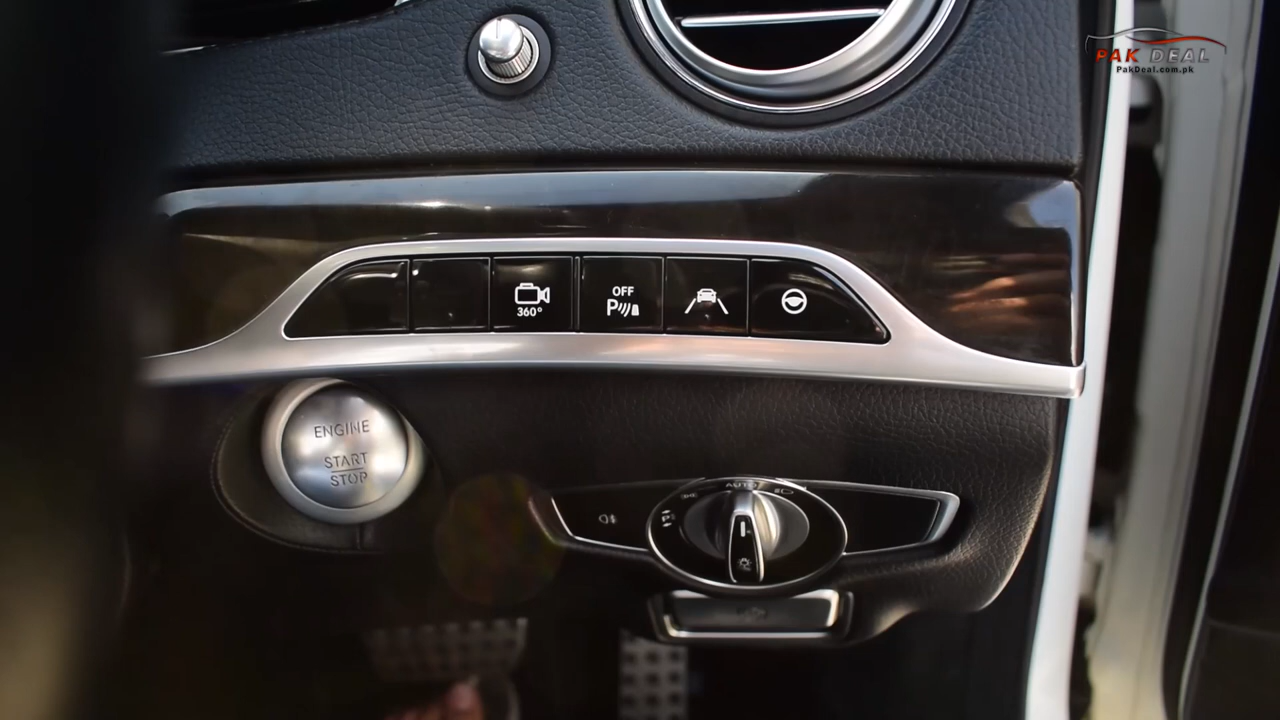 PAK DEAL
PakDeal.com.pk
360°
OFF
P
ENGINE
START
STOP
AUTO
P